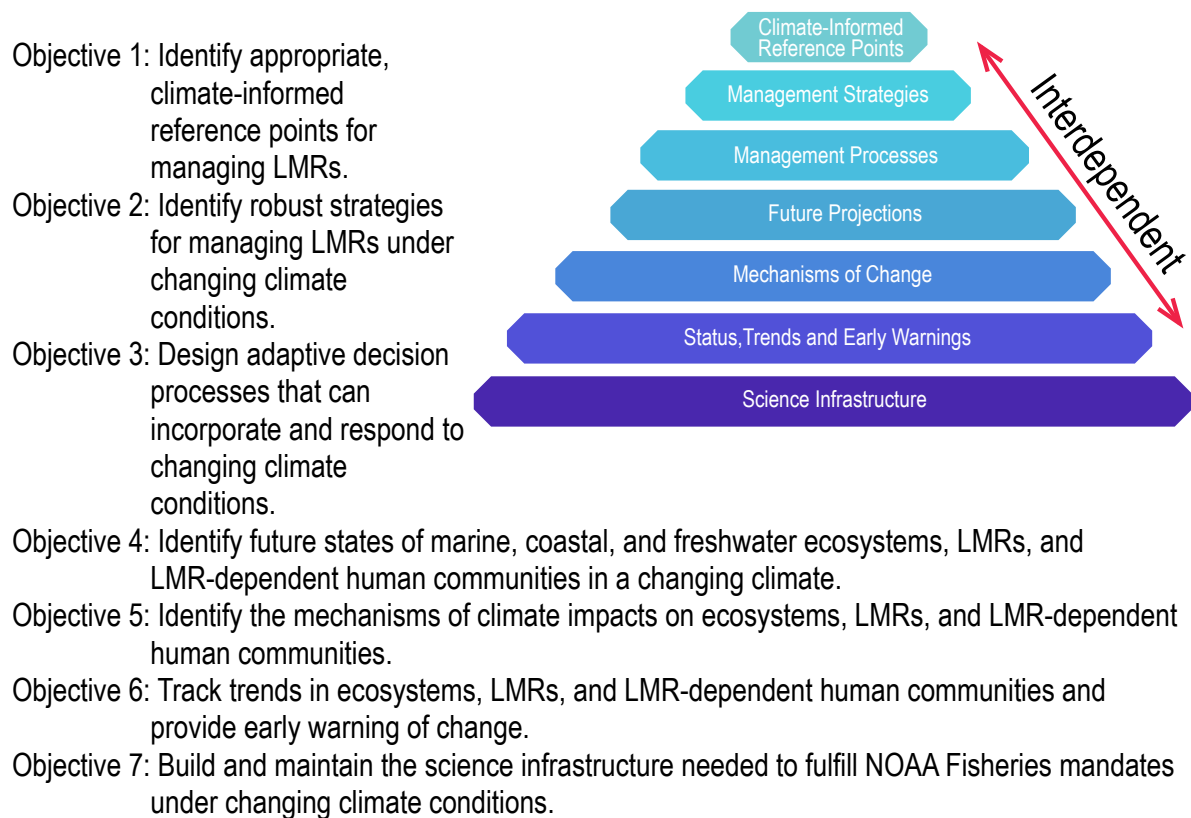 Objective 1: Identify appropriate,
climate-informed
reference points for
managing LMRs.
Objective 2: Identify robust strategies
for managing LMRs under
changing climate
conditions.
Objective 3: Design adaptive decision
processes that can
incorporate and respond to
changing climate
conditions.
Climate-Informed
Reference Points
Management Strategies
Management Processes
Future Projections
Mechanisms of Change
Status,Trends and Early Warnings
Science Infrastructure
Interdependent
Objective 4: Identify future states of marine, coastal, and freshwater ecosystems, LMRs, and
LMR-dependent human communities in a changing climate.
Objective 5: Identify the mechanisms of climate impacts on ecosystems, LMRs, and LMR-dependent
human communities.
Objective 6: Track trends in ecosystems, LMRs, and LMR-dependent human communities and
provide early warning of change.
Objective 7: Build and maintain the science infrastructure needed to fulfill NOAA Fisheries mandates
under changing climate conditions.